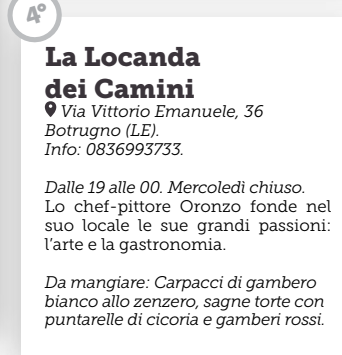 4°
La Locanda
dei Camini
Via Vittorio Emanuele, 36
Botrugno (LE).
Info: 0836993733.
Dalle 19 alle 00. Mercoledì chiuso.
Lo chef-pittore Oronzo fonde nel
suo locale le sue grandi passioni:
l’arte e la gastronomia.
Da mangiare: Carpacci di gambero
bianco allo zenzero, sagne torte con
puntarelle di cicoria e gamberi rossi.